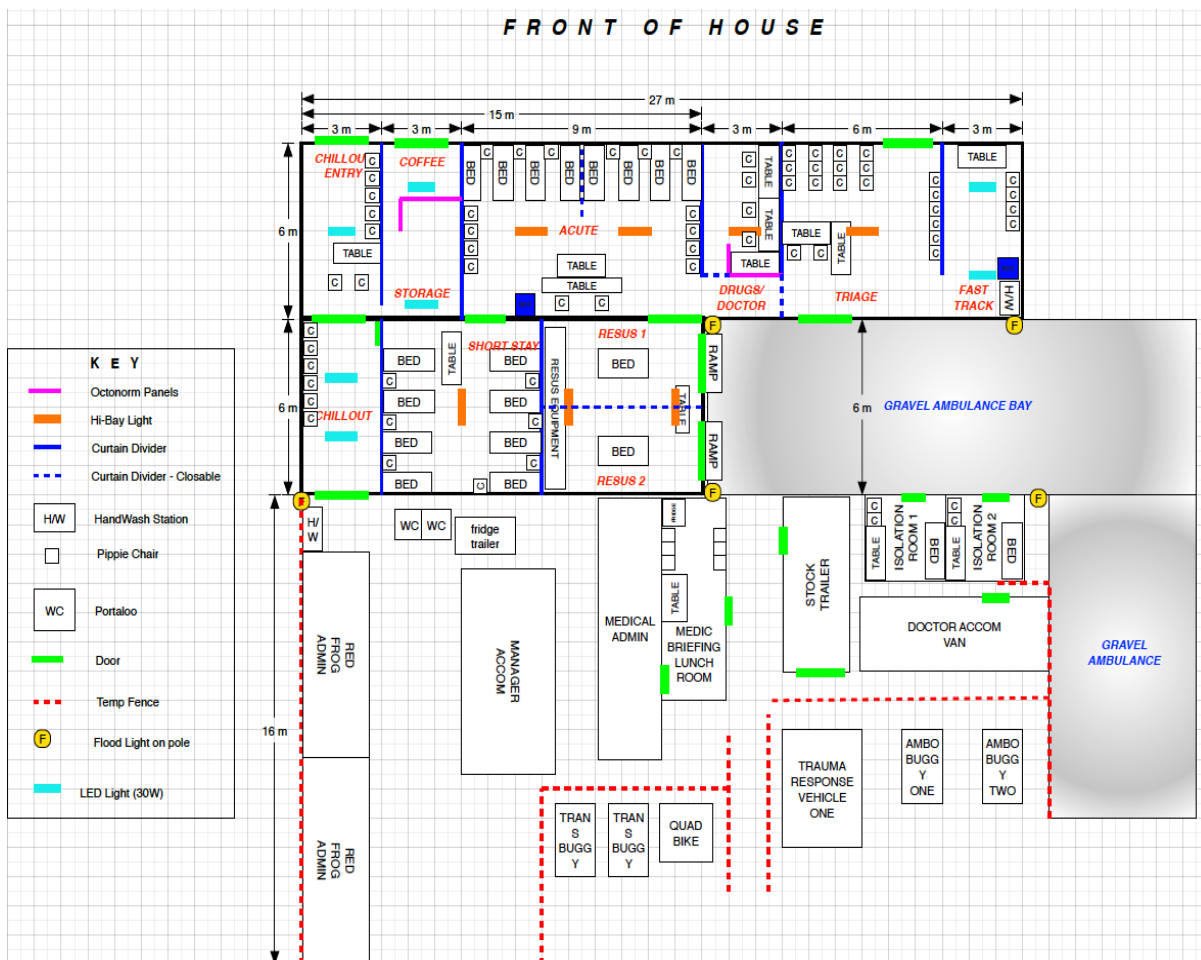 FRONT OF HOUSE
27 m
15 m
3 m
3 m
9 m
3 m
6 m
3 m
CHILLOU
ENTRY
C
C
C
C
C
TABLE
C
C
6 m
COFFEE
STORAGE
BED
C
BED
C
BED
C
BED
BED
C
BED
C
BED
C
BED
C
C
C
C
C
C
C
C
ACUTE
TABLE
TABLE
C
C
C
C
C
C
TABLE
TABLE
TABLE
DRUGS/
DOCTOR
C
C
C
C
C
C
C
C
C
C
C
C
TABLE
C
C
TABLE
C
C
C
C
C
TRIAGE
TABLE
C
C
C
C
H/W
FAST
TRACK
F
F
6 m
C
C
C
C
C
C
CHILLOUT
SHORT STAY
BED
C
BED
C
BED
C
BED
TABLE
BED
C
BED
C
BED
C
BED
C
RESUS EQUIPMENT
RESUS 1
BED
TABLE
BED
RESUS 2
RAMP
RAMP
6 m
GRAVEL AMBULANCE BAY
F
F
F
KEY
Octonorm Panels
Hi-Bay Light
Curtain Divider
Curtain Divider - Closable
H/W
HandWash Station
Pippie Chair
WC
Portaloo
Door
Temp Fence
F
Flood Light on pole
LED Light (30W)
16 m
H/
W
WC
WC
fridge
trailer
RED
FROG
ADMIN
RED
FROG
ADMIN
MANAGER
ACCOM
MEDICAL
ADMIN
FRIDGE
TABLE
MEDIC
BRIEFING
LUNCH
ROOM
STOCK
TRAILER
C
C
TABLE
ISOLATION
ROOM 1
BED
C
C
TABLE
ISOLATION
ROOM 2
BED
DOCTOR ACCOM
VAN
GRAVEL
AMBULANCE
TRAN
S
BUGG
Y
TRAN
S
BUGG
Y
QUAD
BIKE
TRAUMA
RESPONSE
VEHICLE
ONE
AMBO
BUGG
Y
ONE
AMBO
BUGG
Y
TWO